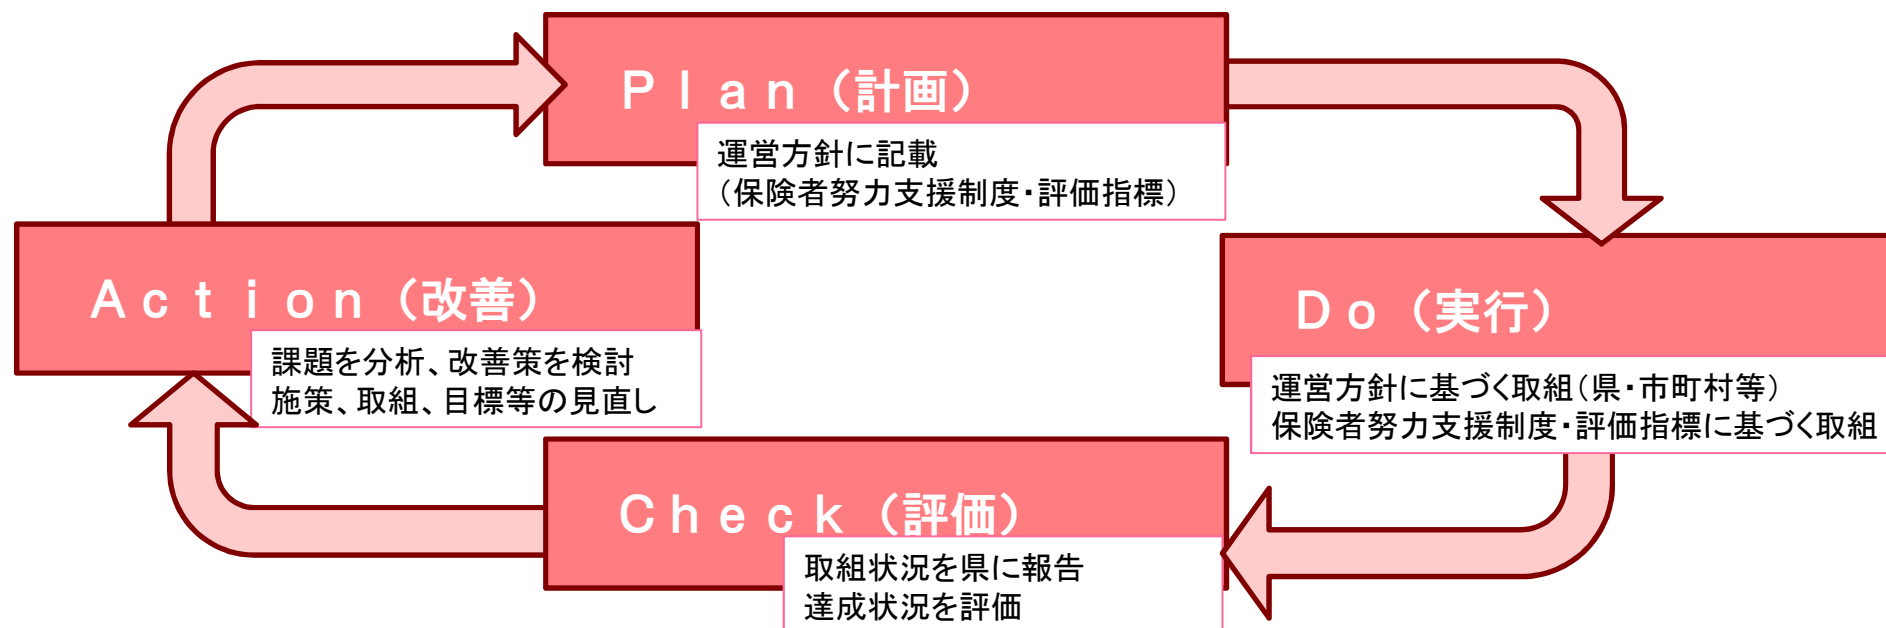 Ｐｌａｎ（計画）
運営方針に記載
（保険者努力支援制度・評価指標）
Ａｃｔｉｏｎ（改善）
課題を分析、改善策を検討
施策、取組、目標等の見直し
Ｄｏ（実行）
運営方針に基づく取組（県・市町村等）
保険者努力支援制度・評価指標に基づく取組
Ｃｈｅｃｋ（評価）
取組状況を県に報告
達成状況を評価